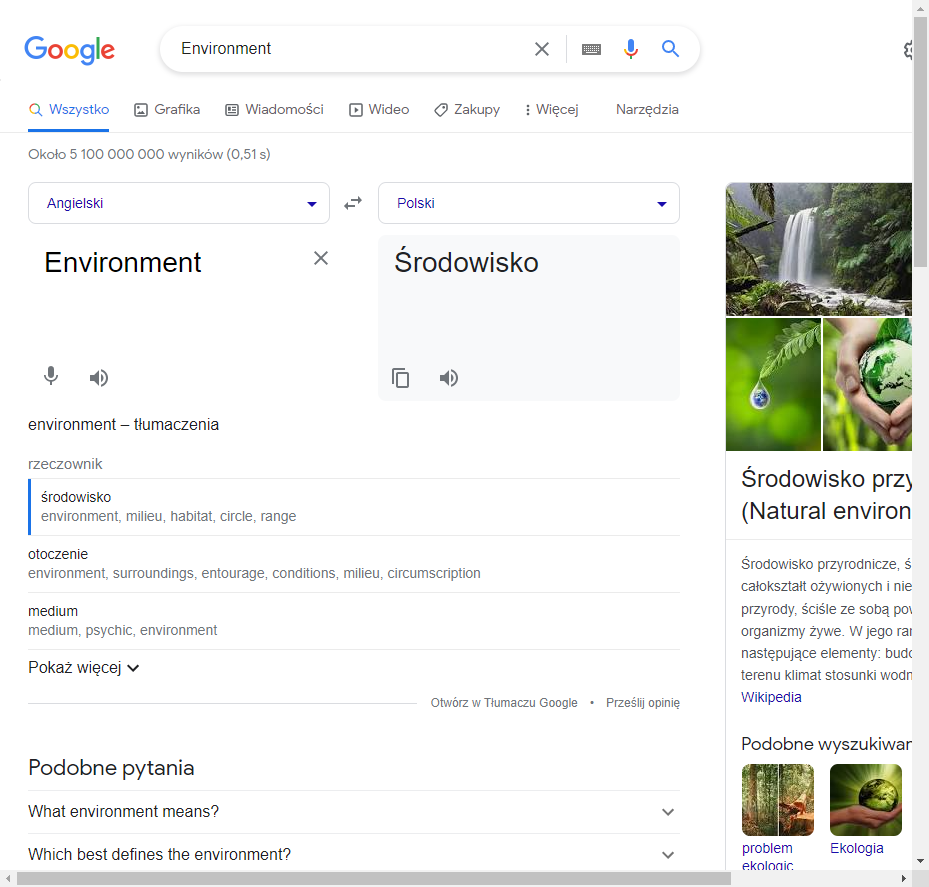 Google
Environment
Wszystko
Grafika
Wiadomości
Wideo
Zakupy
Więcej
Narzędzia
Około 5 100 000 000 wyników (0,51 s)
Angielski
Polski
Environment
Środowisko
environment – tłumaczenia
rzeczownik
środowisko
environment, milieu, habitat, circle, range
otoczenie
environment, surroundings, entourage, conditions, milieu, circumscription
medium
medium, psychic, environment
Pokaż więcej
Otwórz w Tłumaczu Google • Prześlij opinię
Podobne pytania
What environment means?
Which best defines the environment?
Środowisko przy
(Natural environ
Środowisko przyrodnicze, ś
całokształt ożywionych i nie
przyrody, ściśle ze sobą pow
organizmy żywe. W jego ra
następujące elementy: budo
terenu klimat stosunki wodn
Wikipedia
Podobne wyszukiwan
problem
ekologic
Ekologia